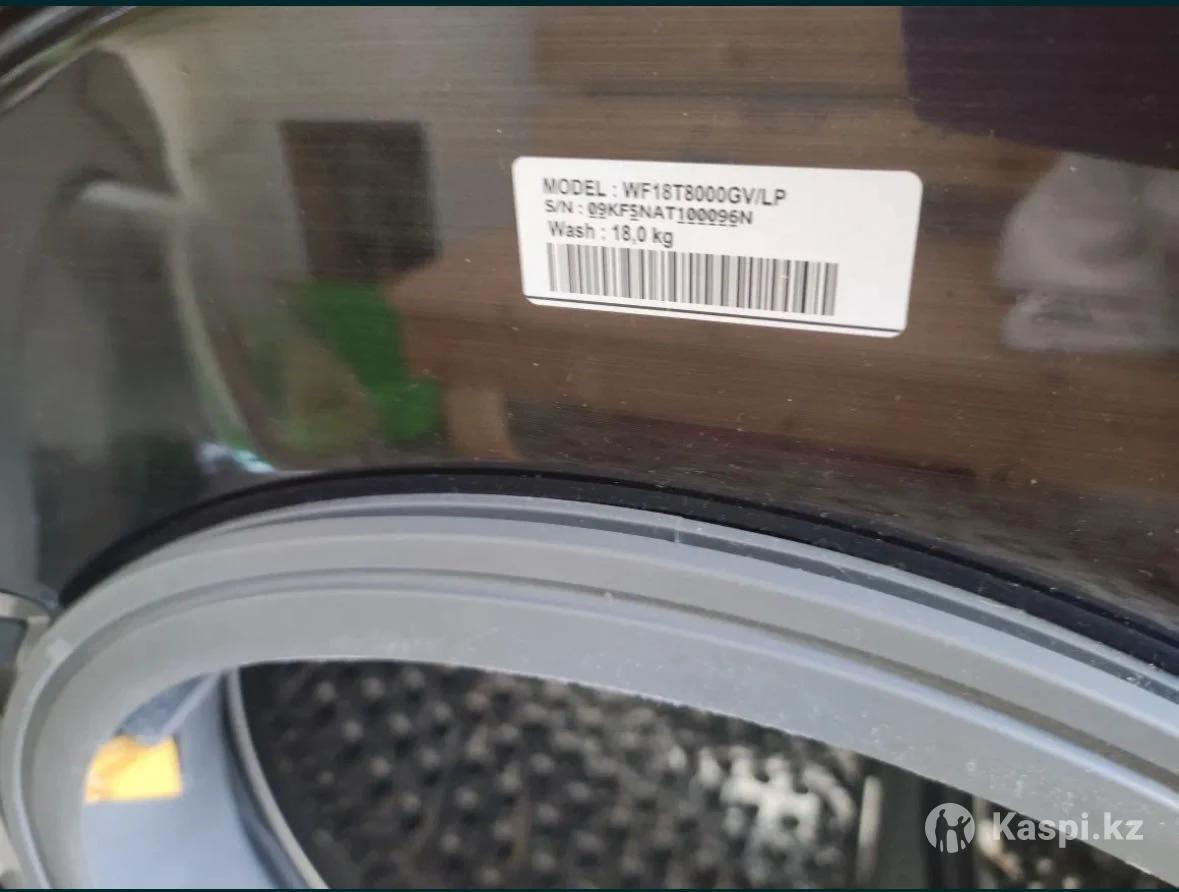 MODEL : WF18T8000GV/LP
S/N : 09KF5NAT100096N
Wash : 18,0 kg
Kaspi.kz